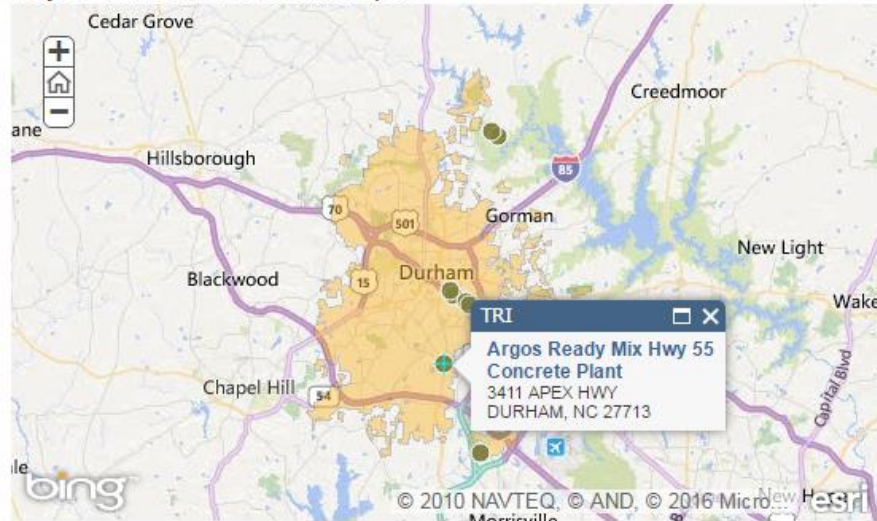 Cedar Grove
Creedmoor
ane
Hillsborough
85
70
501
Gorman
New Light
Durham
Blackwood
15
Wake
TRI
Argos Ready Mix Hwy 55
Concrete Plant
3411 APEX HWY
DURHAM, NC 27713
Chapel Hill
54
Capital Blvd
le
bing
© 2010 NAVTEQ, © AND, © 2016 Micro...
New H
esri
Morrisville